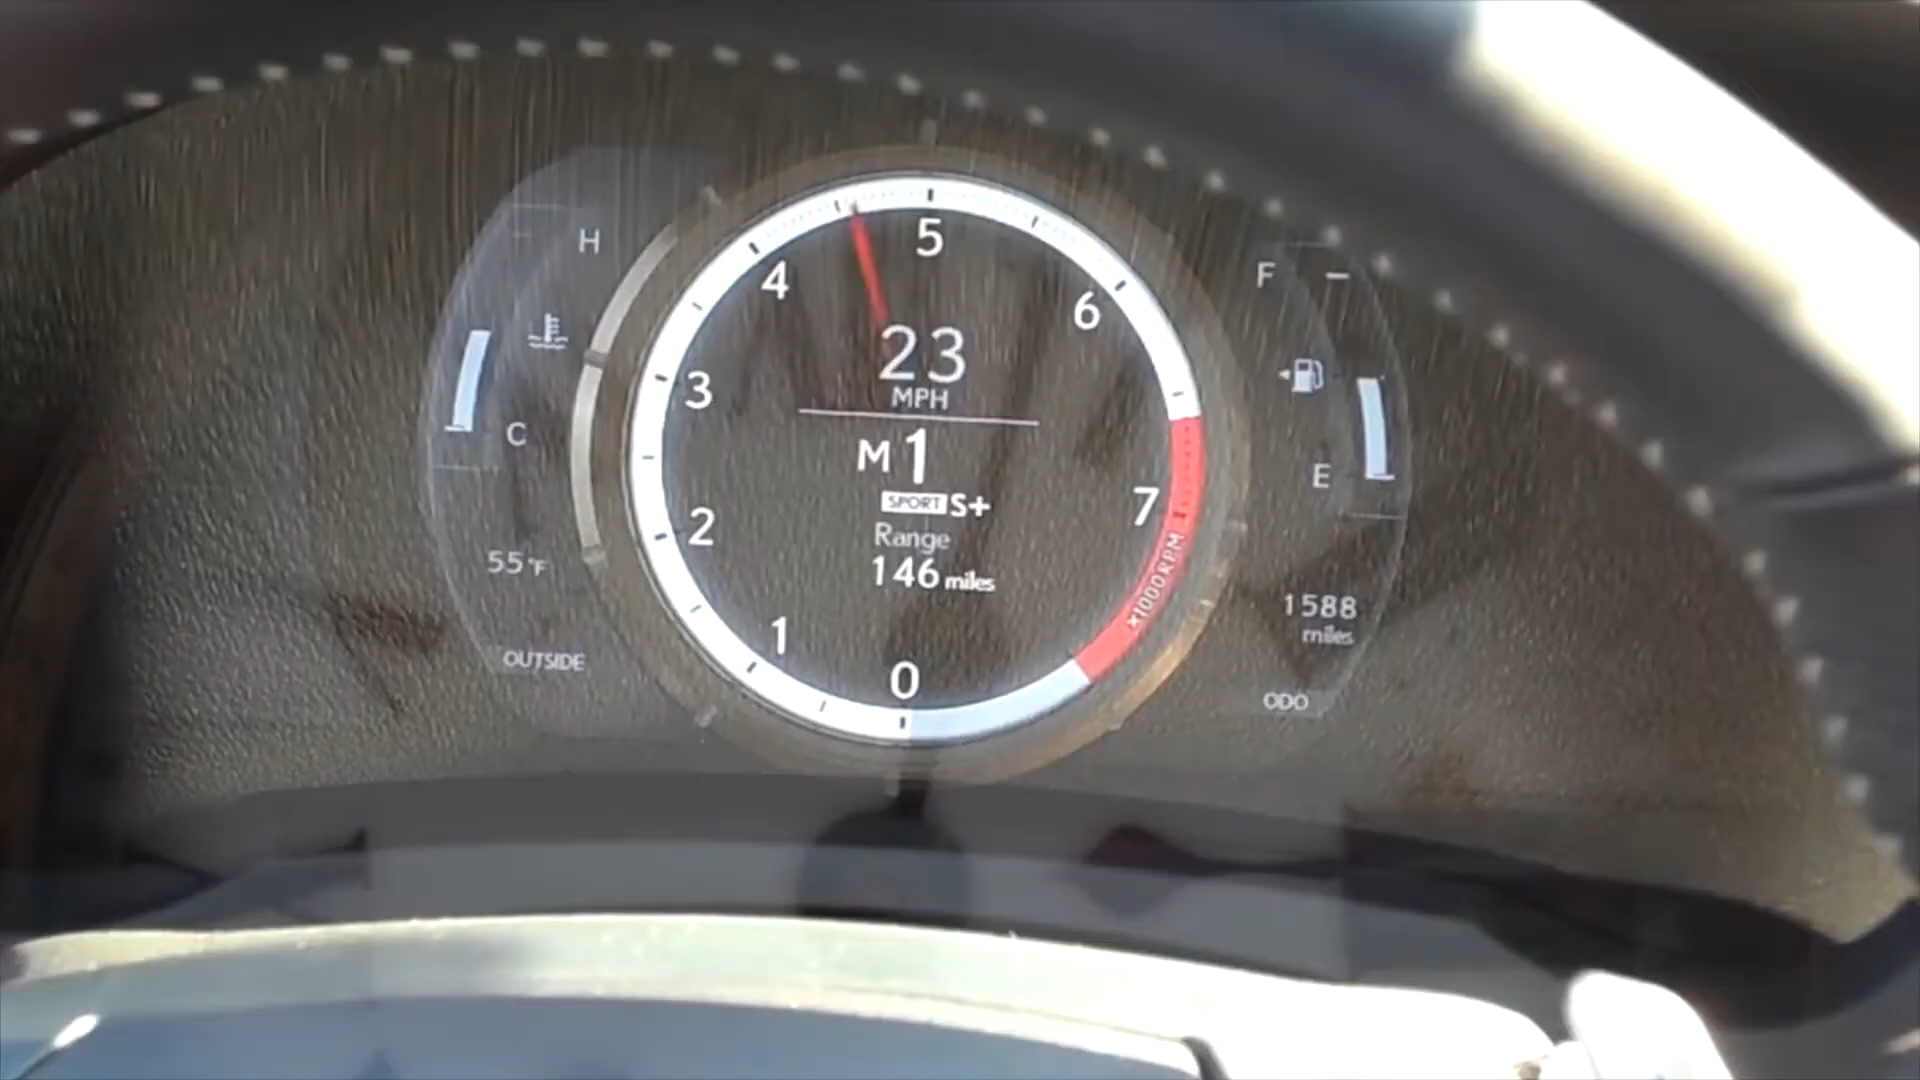 H
C
55°F
OUTSIDE
0
1
2
3
4
5
6
7
x1000RPM
23
MPH
M 1
SPORT S+
Range
146 miles
F
E
1588
miles
ODO